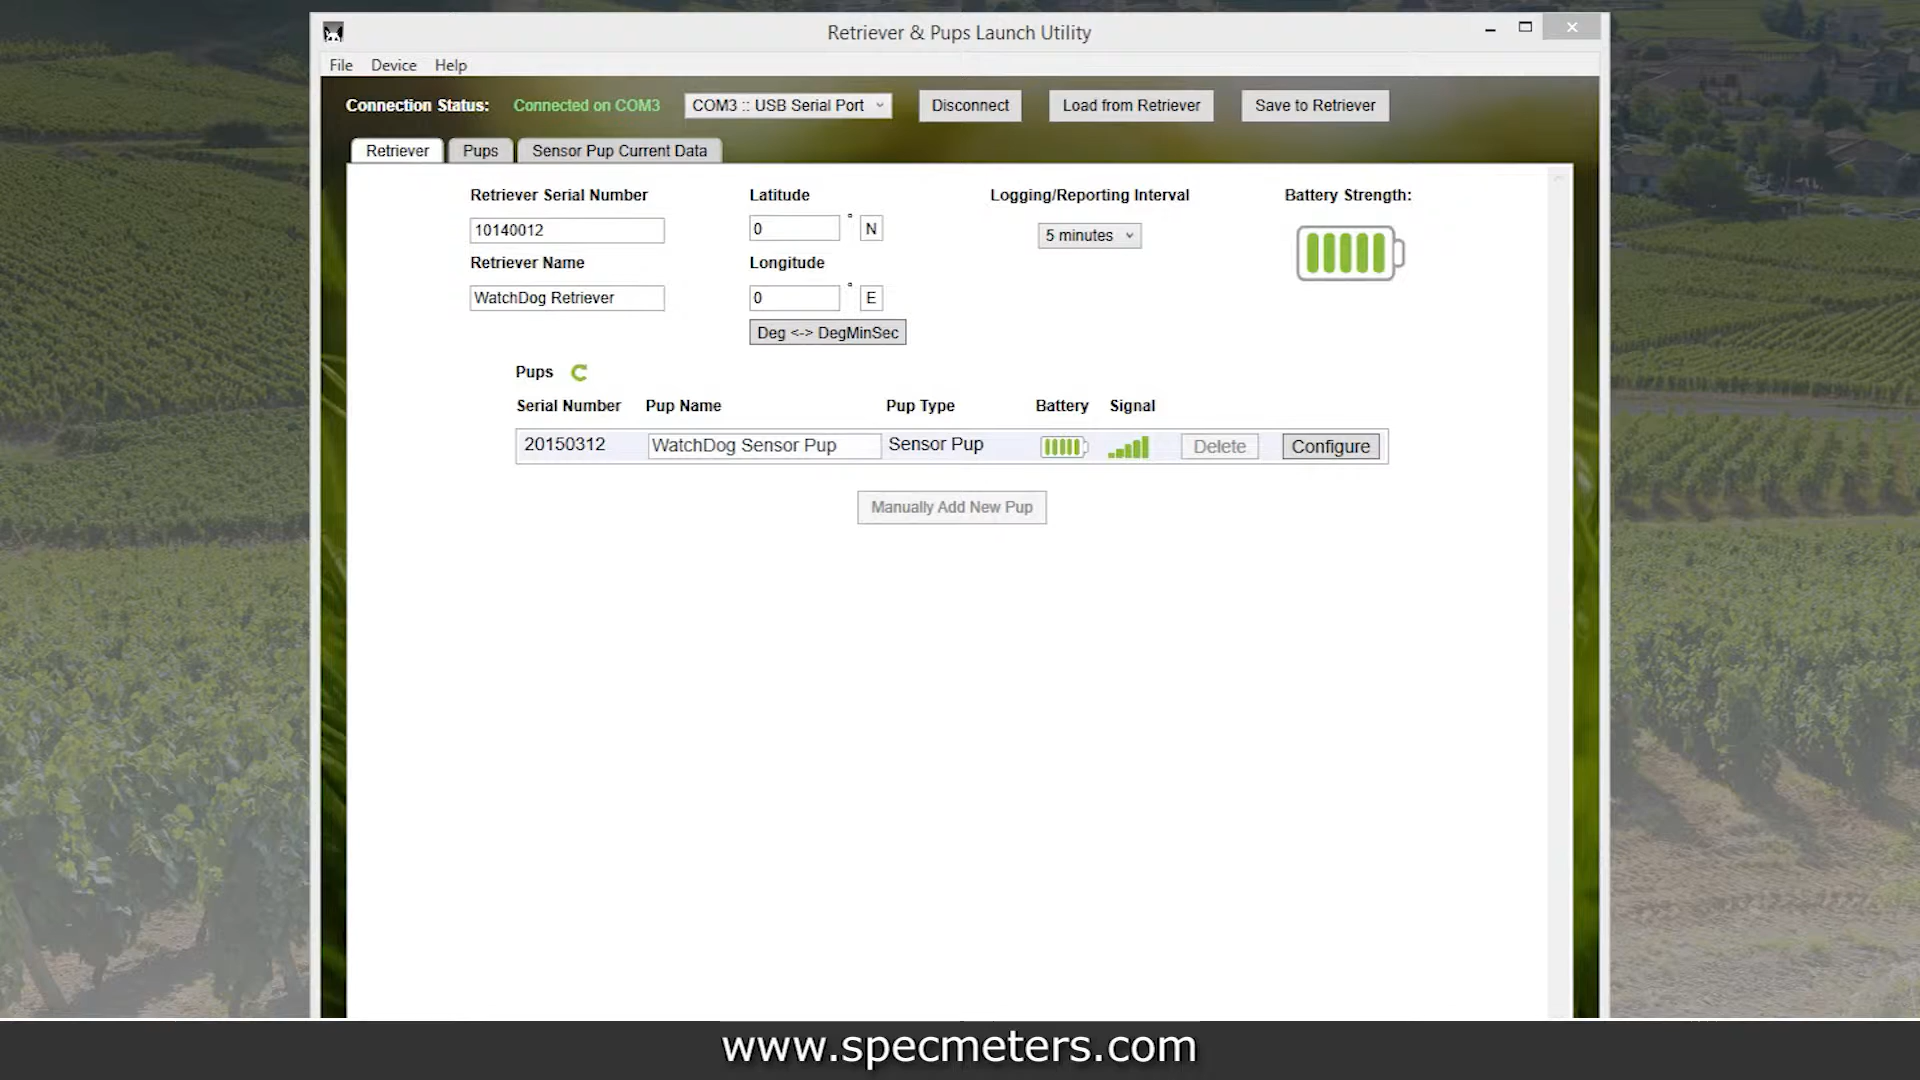 Retriever & Pups Launch Utility
File Device Help
Connection Status: Connected on COM3 COM3 :: USB Serial Port Disconnect Load from Retriever Save to Retriever
Retriever Pups Sensor Pup Current Data
Retriever Serial Number Latitude Logging/Reporting Interval Battery Strength:
10140012 0 ° N 5 minutes
Retriever Name Longitude
WatchDog Retriever 0 ° E
Deg <-> DegMinSec
Pups
Serial Number Pup Name Pup Type Battery Signal
20150312 WatchDog Sensor Pup Sensor Pup Delete Configure
Manually Add New Pup
www.specmeters.com